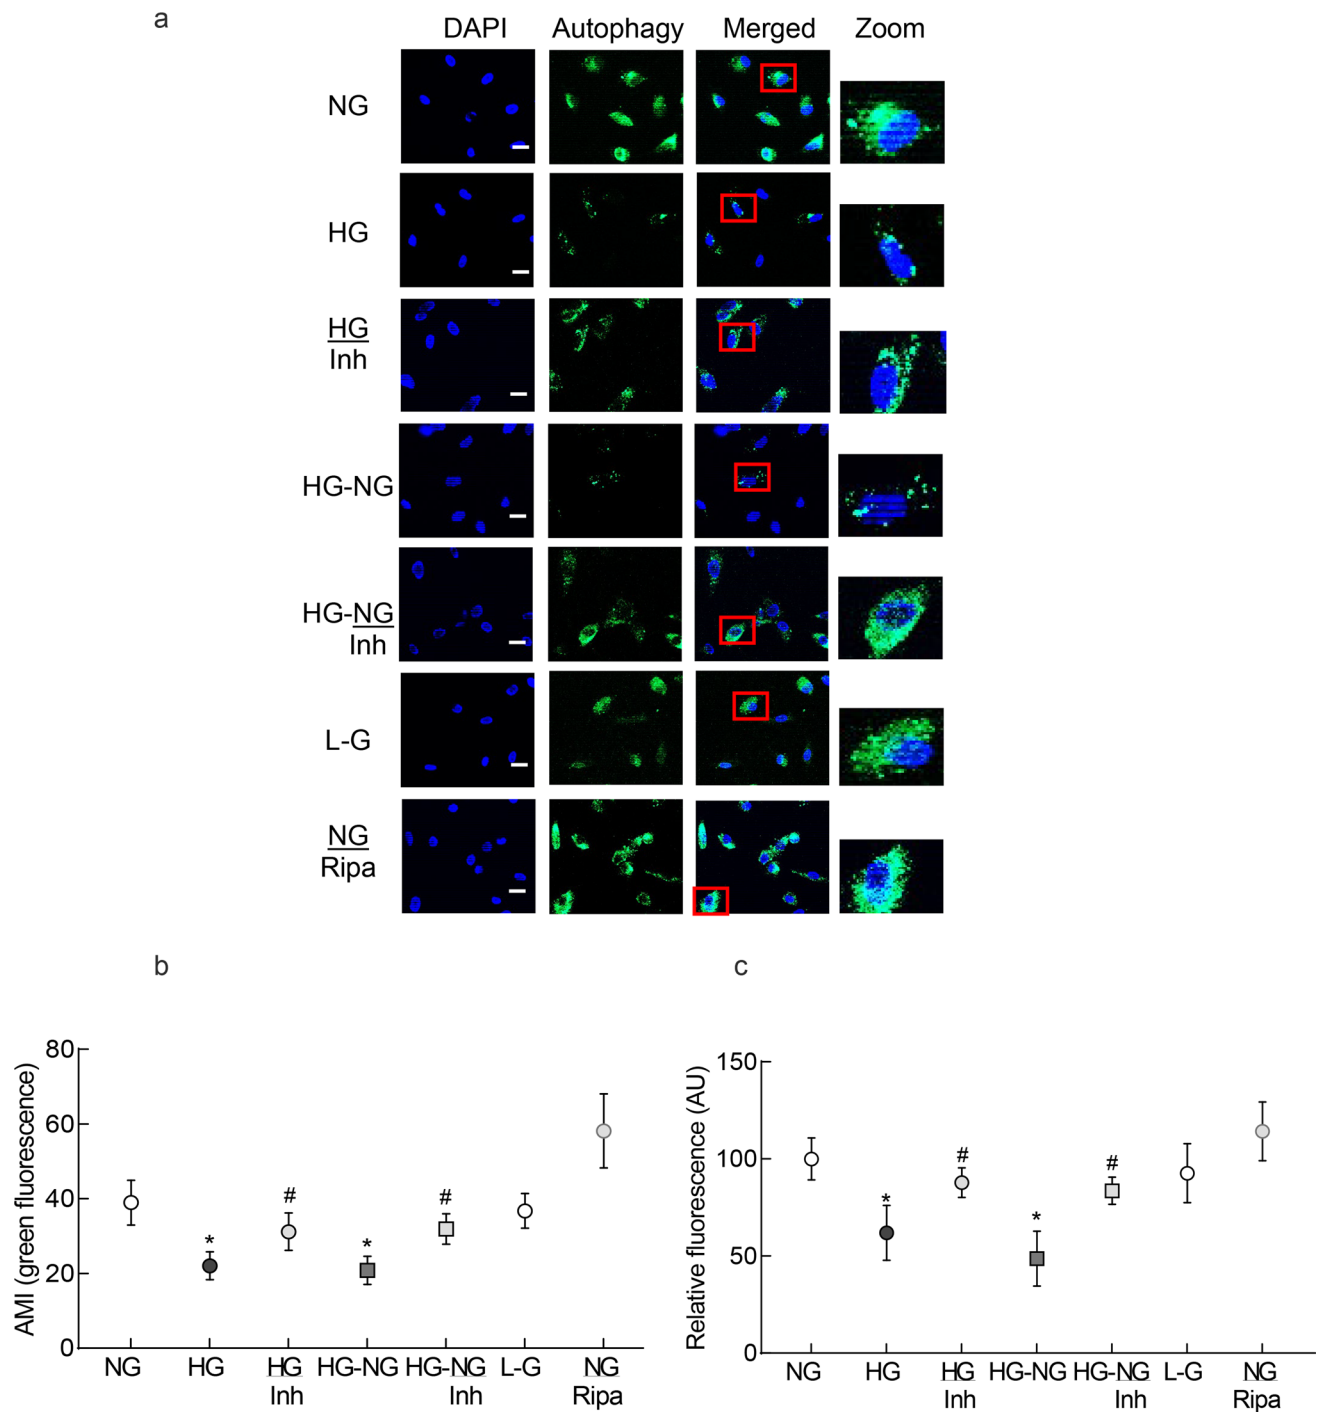 a
DAPI Autophagy Merged Zoom
NG
HG
HG
Inh
HG-NG
HG-NG
Inh
L-G
NG
Ripa
b
AMI (green fluorescence)
80
60
40
20
0
*
#
*
#
NG HG HG HG-NG HG-NG L-G NG
Inh Inh Ripa
c
Relative fluorescence (AU)
150
100
50
0
*
#
*
#
NG HG HG HG-NG HG-NG L-G NG
Inh Inh Ripa